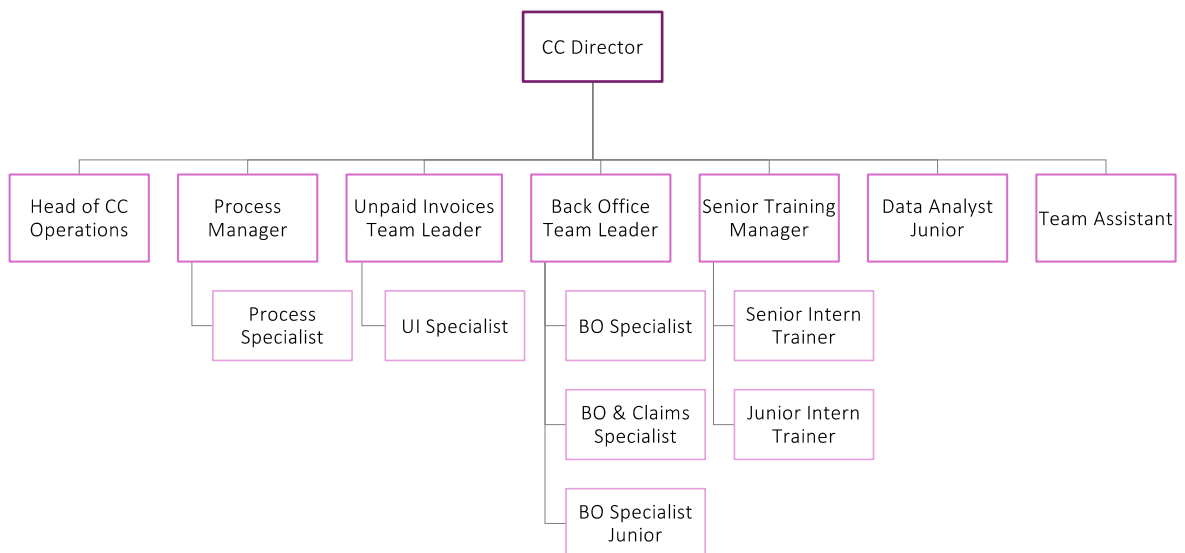 CC Director
Head of CC
Operations
Process
Manager
Unpaid Invoices
Team Leader
Back Office
Team Leader
Senior Training
Manager
Data Analyst
Junior
Team Assistant
Process
Specialist
UI Specialist
BO Specialist
Senior Intern
Trainer
BO & Claims
Specialist
Junior Intern
Trainer
BO Specialist
Junior